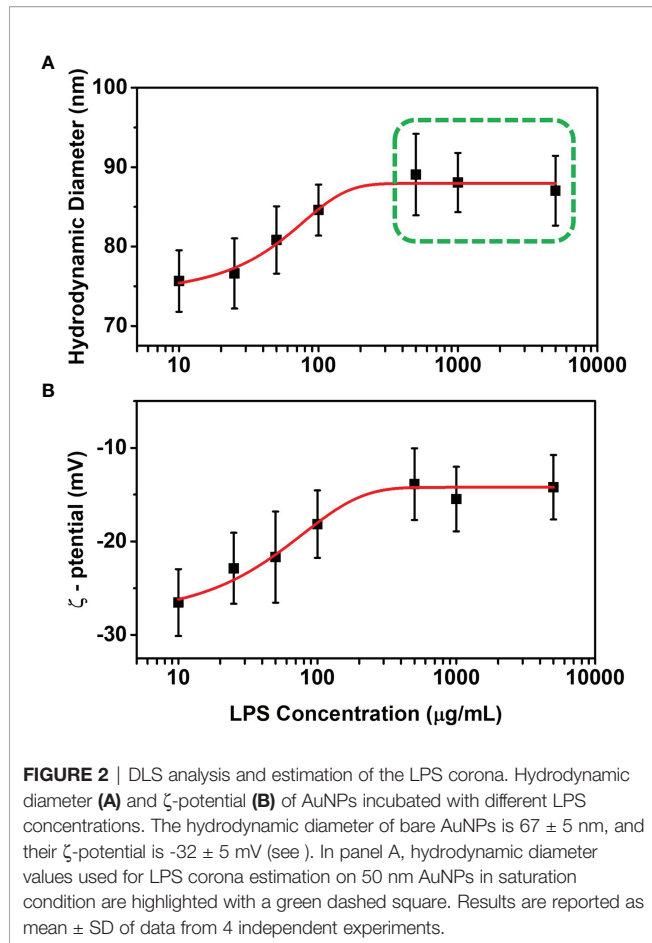 A
Hydrodynamic Diameter (nm)
100
90
80
70
10
100
1000
10000
B
ζ - ptential (mV)
-10
-20
-30
10
100
1000
10000
LPS Concentration (μg/mL)
FIGURE 2 | DLS analysis and estimation of the LPS corona. Hydrodynamic
diameter (A) and ζ-potential (B) of AuNPs incubated with different LPS
concentrations. The hydrodynamic diameter of bare AuNPs is 67 ± 5 nm, and
their ζ-potential is -32 ± 5 mV (see ). In panel A, hydrodynamic diameter
values used for LPS corona estimation on 50 nm AuNPs in saturation
condition are highlighted with a green dashed square. Results are reported as
mean ± SD of data from 4 independent experiments.